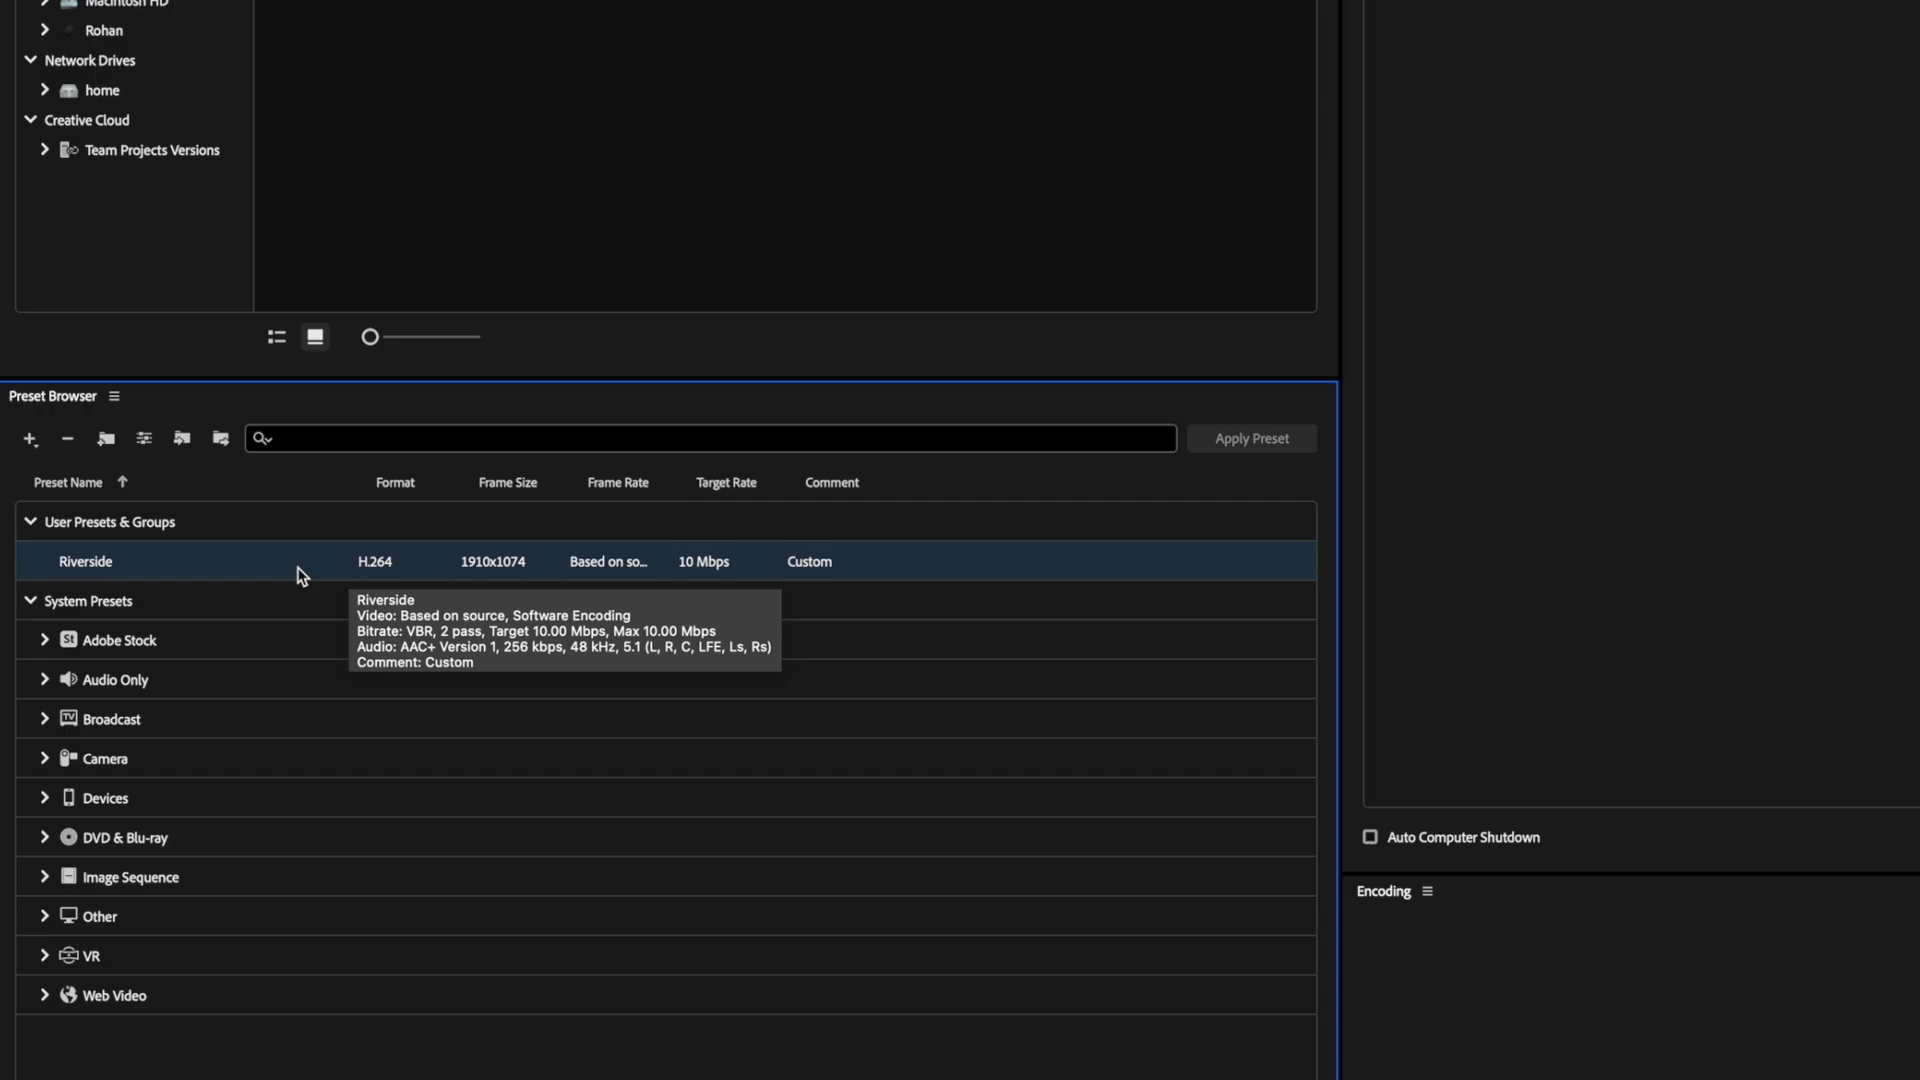 Macintosh HD
Rohan
Network Drives
home
Creative Cloud
Team Projects Versions
Preset Browser
Apply Preset
Preset Name Format Frame Size Frame Rate Target Rate Comment
User Presets & Groups
Riverside H.264 1910x1074 Based on so... 10 Mbps Custom
System Presets
Riverside
Video: Based on source, Software Encoding
Bitrate: VBR, 2 pass, Target 10.00 Mbps, Max 10.00 Mbps
Audio: AAC+ Version 1, 256 kbps, 48 kHz, 5.1 (L, R, C, LFE, Ls, Rs)
Comment: Custom
St Adobe Stock
Audio Only
TV Broadcast
Camera
Devices
DVD & Blu-ray
Image Sequence
Other
VR
Web Video
Auto Computer Shutdown
Encoding